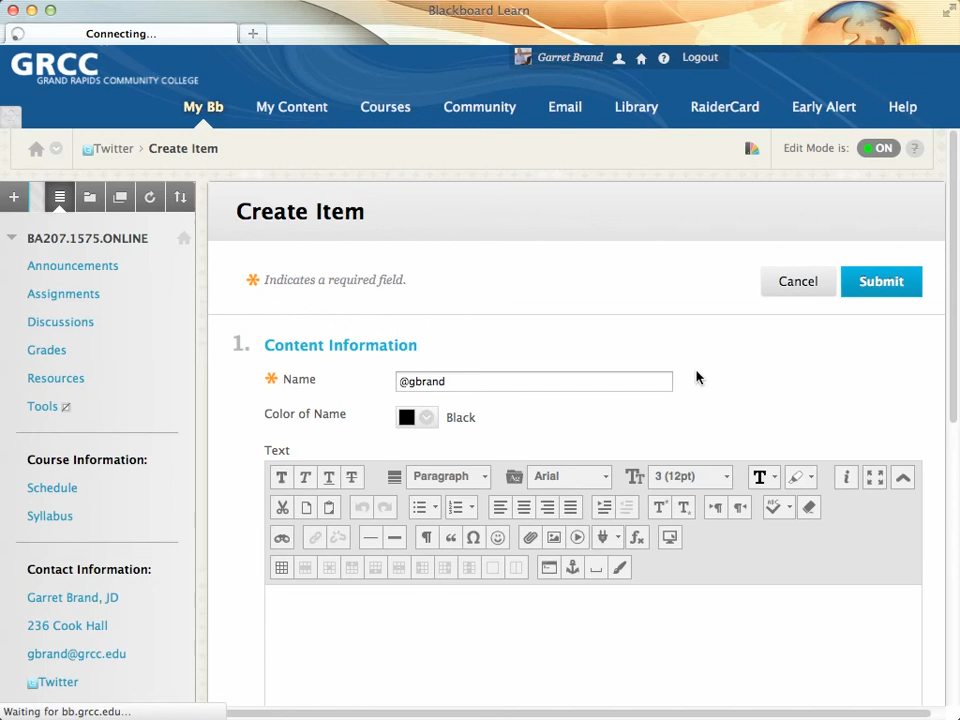 Blackboard Learn
Connecting...
GRCC
GRAND RAPIDS COMMUNITY COLLEGE
Garret Brand
Logout
My Bb
My Content
Courses
Community
Email
Library
RaiderCard
Early Alert
Help
Twitter > Create Item
Edit Mode is: ON ?
Create Item
BA207.1575.ONLINE
Announcements
Assignments
Discussions
Grades
Resources
Tools
Course Information:
Schedule
Syllabus
Contact Information:
Garret Brand, JD
236 Cook Hall
gbrand@grcc.edu
Twitter
Indicates a required field.
Cancel
Submit
1. Content Information
Name
@gbrand
Color of Name
Black
Text
T T T T Paragraph Arial TT 3 (12pt) T i
ABC
fx
Waiting for bb.grcc.edu...